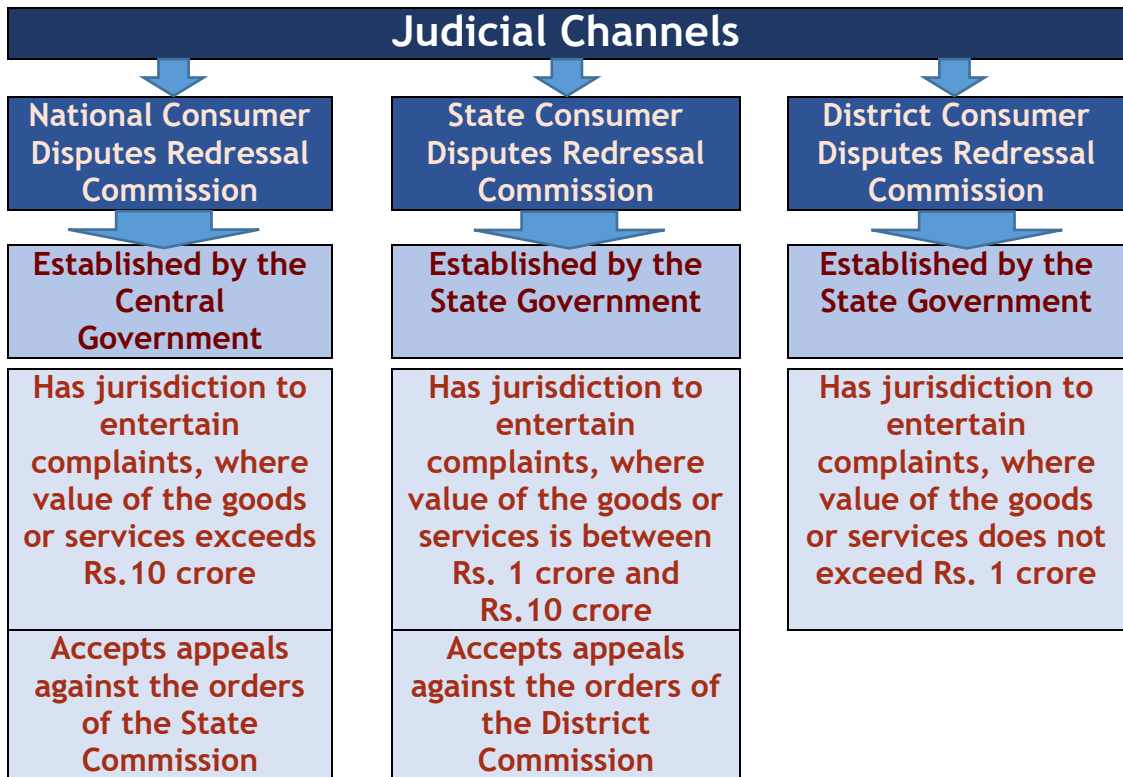 Judicial Channels
National Consumer
Disputes Redressal
Commission
Established by the
Central
Government
Has jurisdiction to
entertain
complaints, where
value of the goods
or services exceeds
Rs.10 crore
Accepts appeals
against the orders
of the State
Commission
State Consumer
Disputes Redressal
Commission
Established by the
State Government
Has jurisdiction to
entertain
complaints, where
value of the goods or
services is between
Rs. 1 crore and
Rs.10 crore
Accepts appeals
against the orders of
the District
Commission
District Consumer
Disputes Redressal
Commission
Established by the
State Government
Has jurisdiction to
entertain
complaints, where
value of the goods
or services does not
exceed Rs. 1 crore